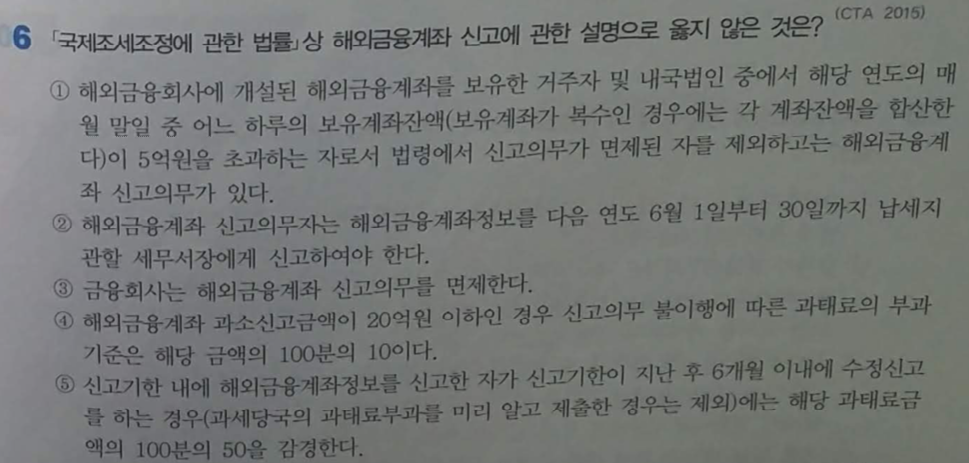 06 「국제조세조정에 관한 법률」상 해외금융계좌 신고에 관한 설명으로 옳지 않은 것은? (CTA 2015)
① 해외금융회사에 개설된 해외금융계좌를 보유한 거주자 및 내국법인 중에서 해당 연도의 매
월 말일 중 어느 하루의 보유계좌잔액(보유계좌가 복수인 경우에는 각 계좌잔액을 합산한
다)이 5억원을 초과하는 자로서 법령에서 신고의무가 면제된 자를 제외하고는 해외금융계
좌 신고의무가 있다.
② 해외금융계좌 신고의무자는 해외금융계좌정보를 다음 연도 6월 1일부터 30일까지 납세지
관할 세무서장에게 신고하여야 한다.
③ 금융회사는 해외금융계좌 신고의무를 면제한다.
④ 해외금융계좌 과소신고금액이 20억원 이하인 경우 신고의무 불이행에 따른 과태료의 부과
기준은 해당 금액의 100분의 10이다.
⑤ 신고기한 내에 해외금융계좌정보를 신고한 자가 신고기한이 지난 후 6개월 이내에 수정신고
를 하는 경우(과세당국의 과태료부과를 미리 알고 제출한 경우는 제외)에는 해당 과태료금
액의 100분의 50을 감경한다.